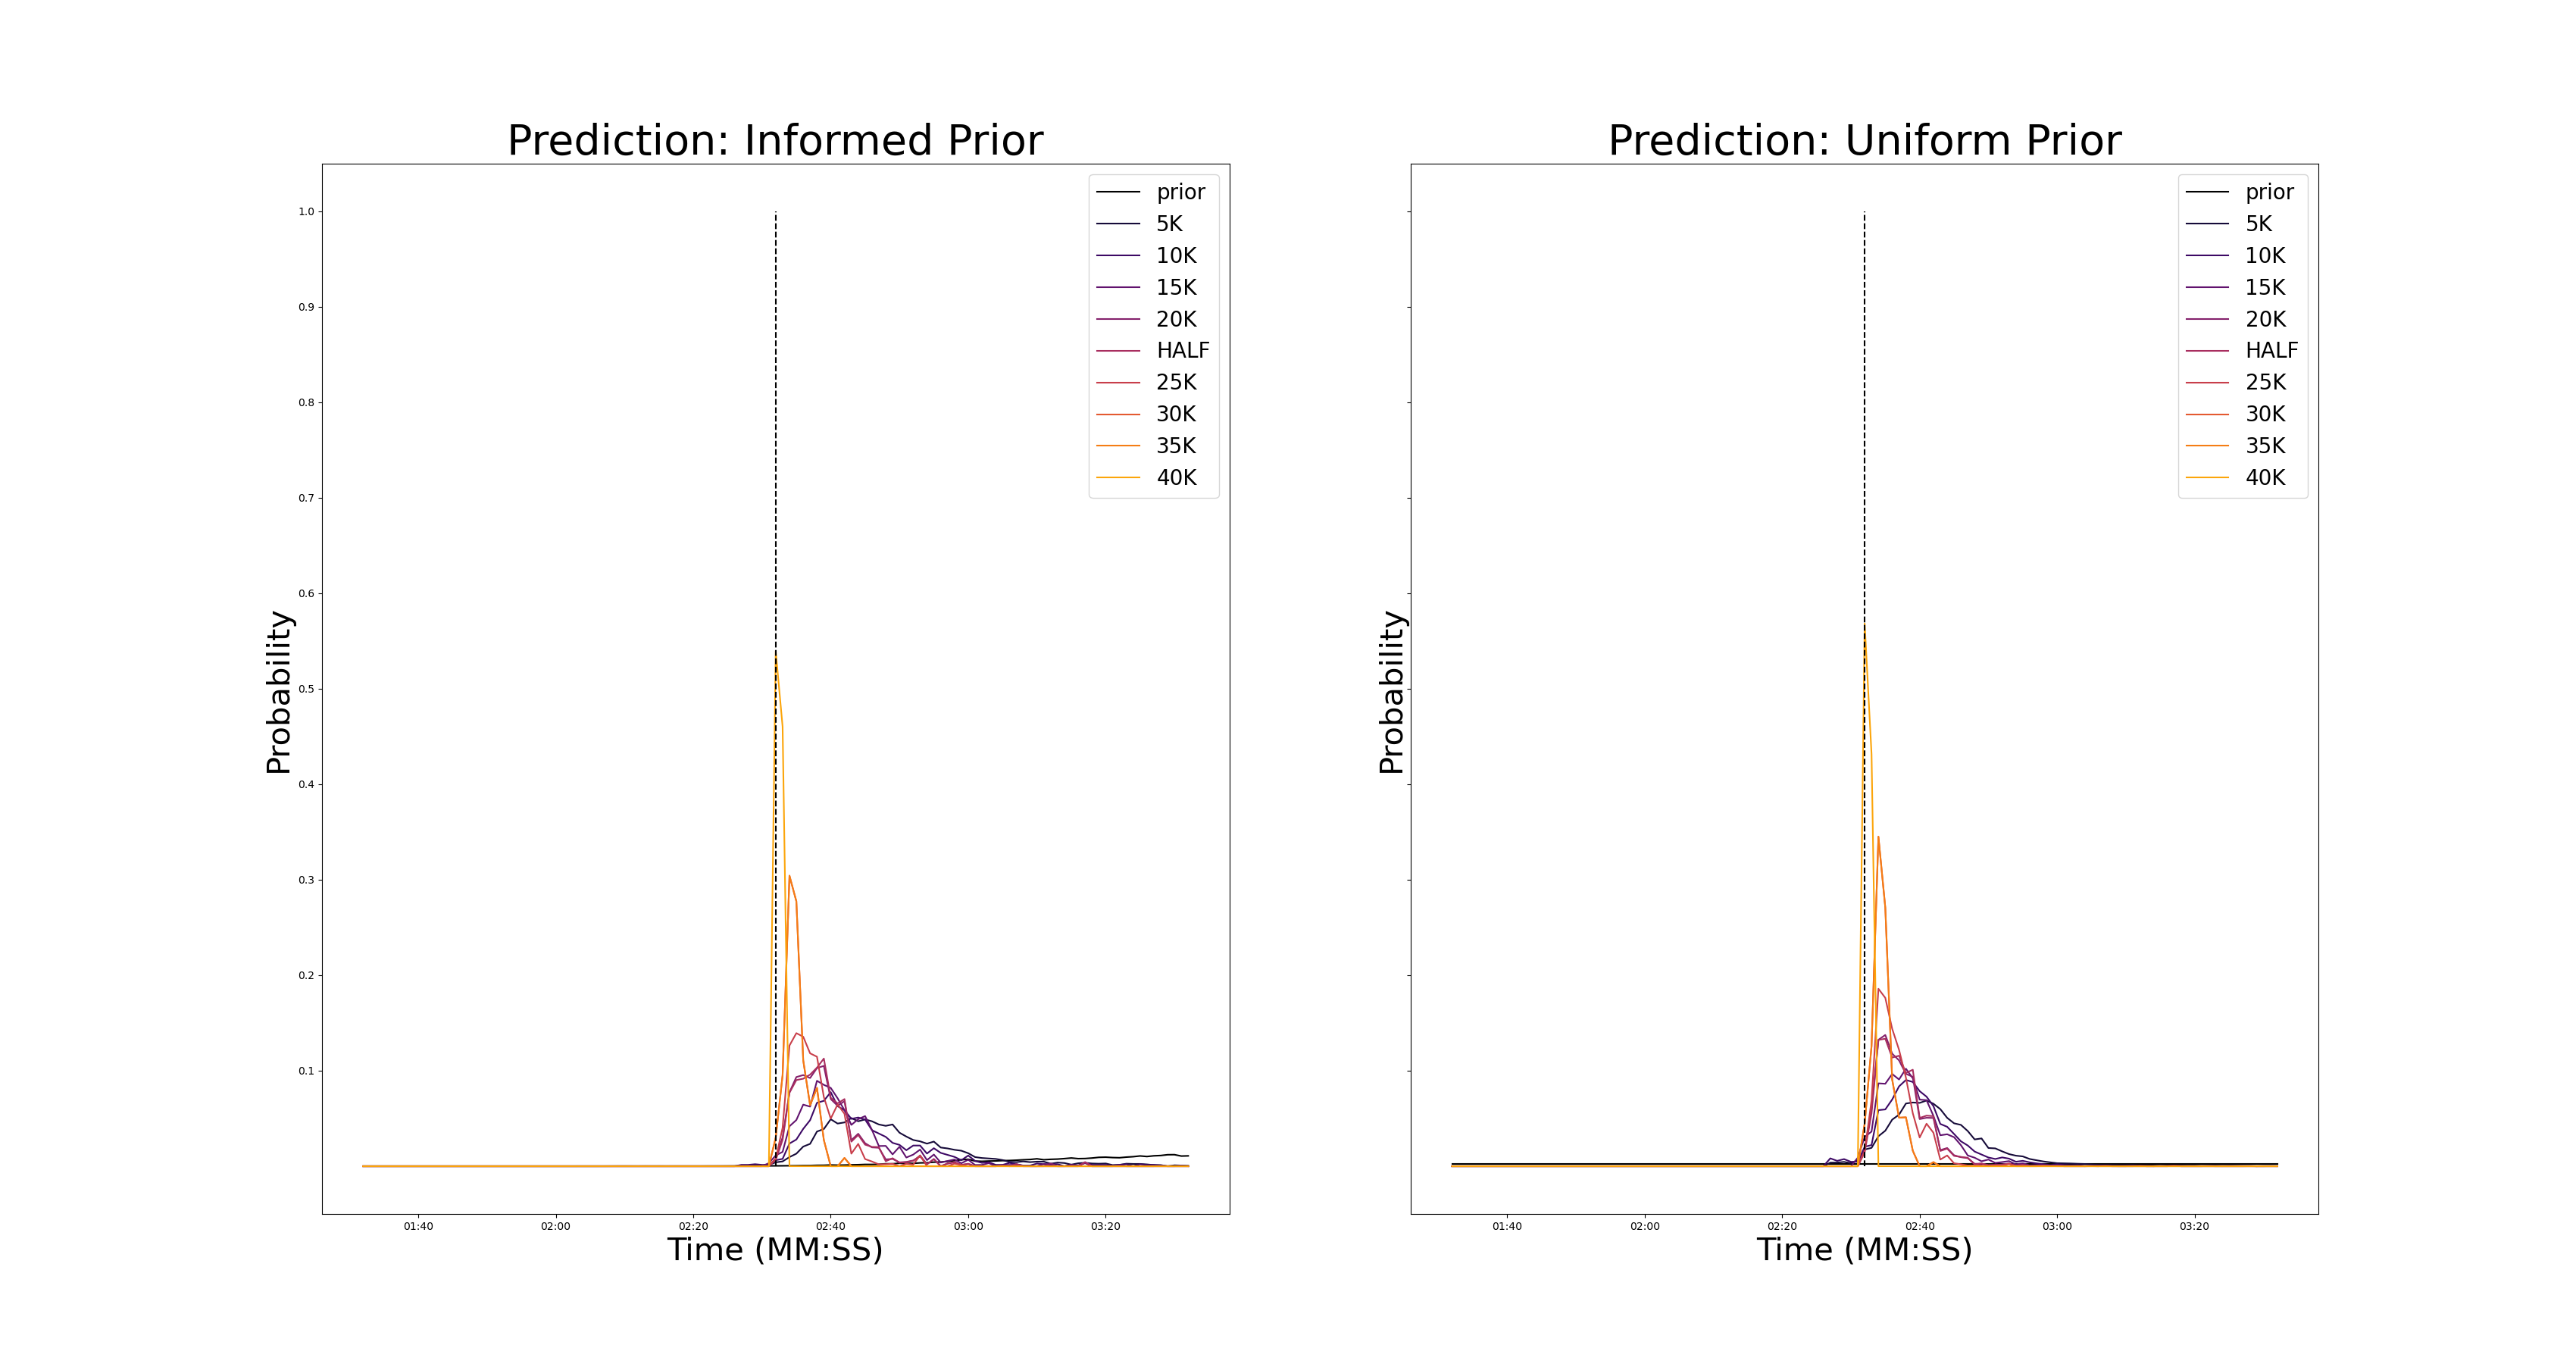 Prediction: Informed Prior
Probability
1.0
0.9
0.8
0.7
0.6
0.5
0.4
0.3
0.2
0.1
prior
5K
10K
15K
20K
HALF
25K
30K
35K
40K
01:40 02:00 02:20 02:40 03:00 03:20
Time (MM:SS)
Prediction: Uniform Prior
Probability
prior
5K
10K
15K
20K
HALF
25K
30K
35K
40K
01:40 02:00 02:20 02:40 03:00 03:20
Time (MM:SS)